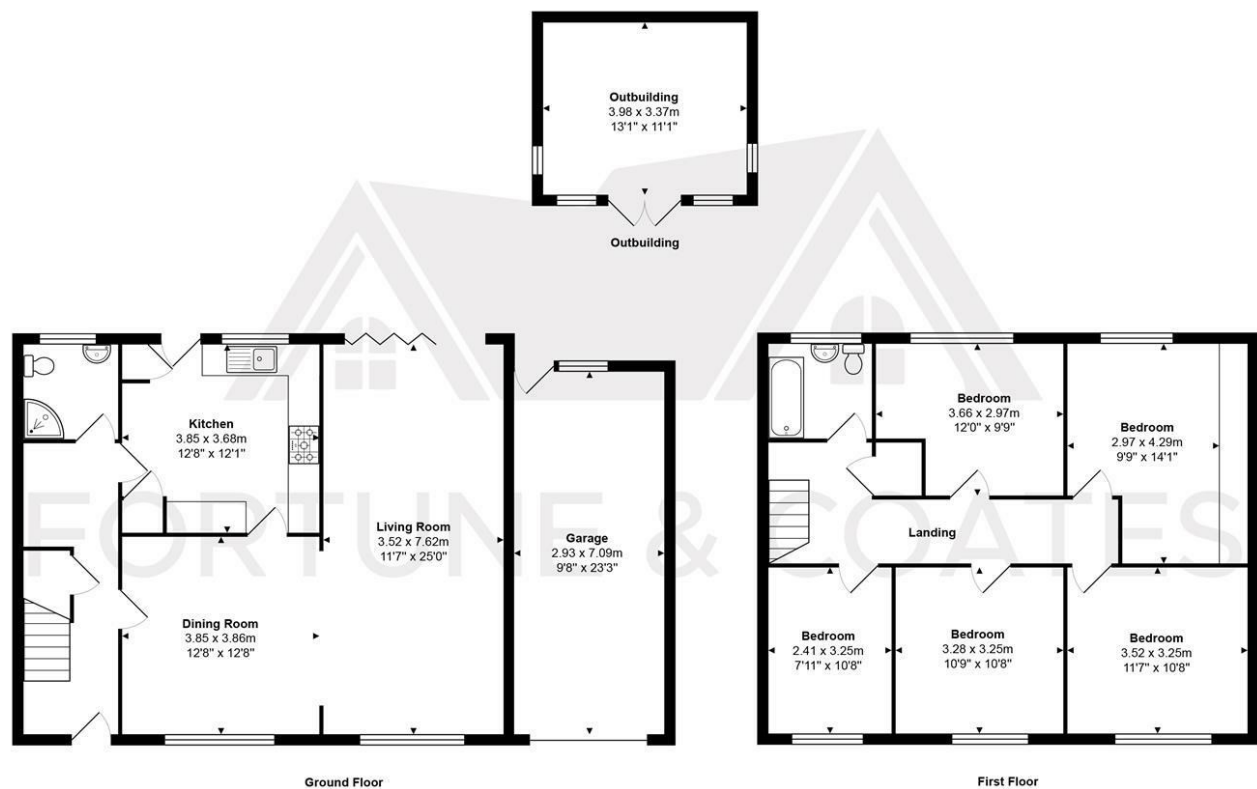 Outbuilding
3.98 x 3.37m
13'1" x 11'1"
Outbuilding
Kitchen
3.85 x 3.68m
12'8" x 12'1"
Living Room
3.52 x 7.62m
11'7" x 25'0"
Garage
2.93 x 7.09m
9'8" x 23'3"
Dining Room
3.85 x 3.86m
12'8" x 12'8"
Ground Floor
Bedroom
3.66 x 2.97m
12'0" x 9'9"
Bedroom
2.97 x 4.29m
9'9" x 14'1"
Landing
Bedroom
2.41 x 3.25m
7'11" x 10'8"
Bedroom
3.28 x 3.25m
10'9" x 10'8"
Bedroom
3.52 x 3.25m
11'7" x 10'8"
First Floor
FORTUNE & COATES